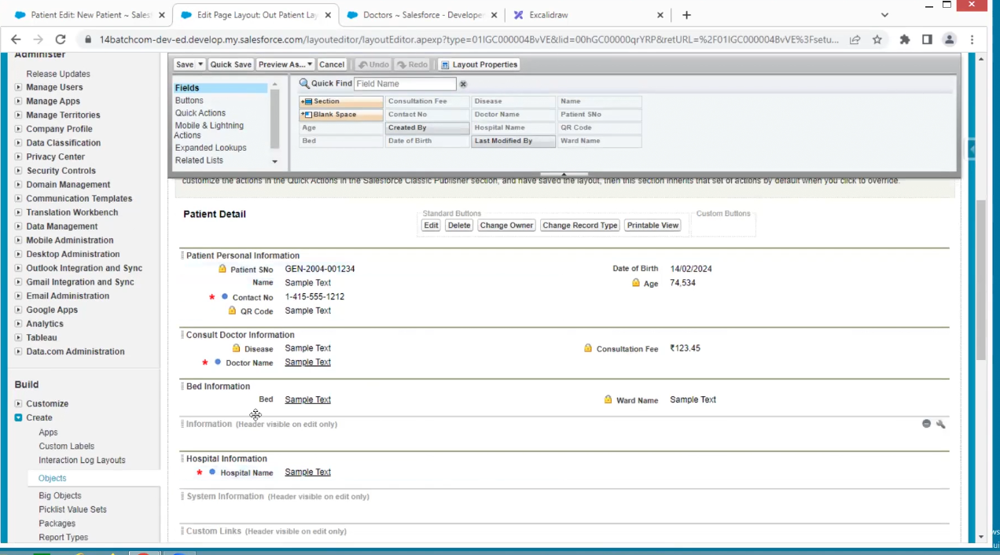 Patient Edit: New Patient ~ Sales
Edit Page Layout: Out Patient La
Doctors ~ Salesforce - Develope
Excalidraw
14batchcom-dev-ed.develop.my.salesforce.com/layouteditor/layoutEditor.apexp?type=01IGC000004BvVE&lid=00hGC00000qrYRP&retURL=%2F01IGC000004BvVE%3Fsetu...
Administer
Release Updates
Manage Users
Manage Apps
Manage Territories
Company Profile
Data Classification
Privacy Center
Security Controls
Domain Management
Communication Templates
Translation Workbench
Data Management
Mobile Administration
Desktop Administration
Outlook Integration and Sync
Gmail Integration and Sync
Email Administration
Google Apps
Analytics
Tableau
Data.com Administration
Build
Customize
Create
Apps
Custom Labels
Interaction Log Layouts
Objects
Big Objects
Picklist Value Sets
Packages
Report Types
Save Quick Save Preview As... Cancel Undo Redo Layout Properties
Fields
Buttons
Quick Actions
Mobile & Lightning
Actions
Expanded Lookups
Related Lists
Quick Find Field Name
Section Consultation Fee Disease Name
Blank Space Contact No Doctor Name Patient SNo
Age Created By Hospital Name QR Code
Bed Date of Birth Last Modified By Ward Name
customize the actions in the Quick Actions in the Salesforce Classic Publisher section, and have saved the layout, then this section inherits that set of actions by default when you click to override.
Patient Detail
Standard Buttons
Custom Buttons
Edit Delete Change Owner Change Record Type Printable View
Patient Personal Information
Patient SNo GEN-2004-001234 Date of Birth 14/02/2024
Name Sample Text Age 74,534
* Contact No 1-415-555-1212
QR Code Sample Text
Consult Doctor Information
Disease Sample Text Consultation Fee ₹123.45
* Doctor Name Sample Text
Bed Information
Bed Sample Text Ward Name Sample Text
Information (Header visible on edit only)
Hospital Information
* Hospital Name Sample Text
System Information (Header visible on edit only)
Custom Links (Header visible on edit only)